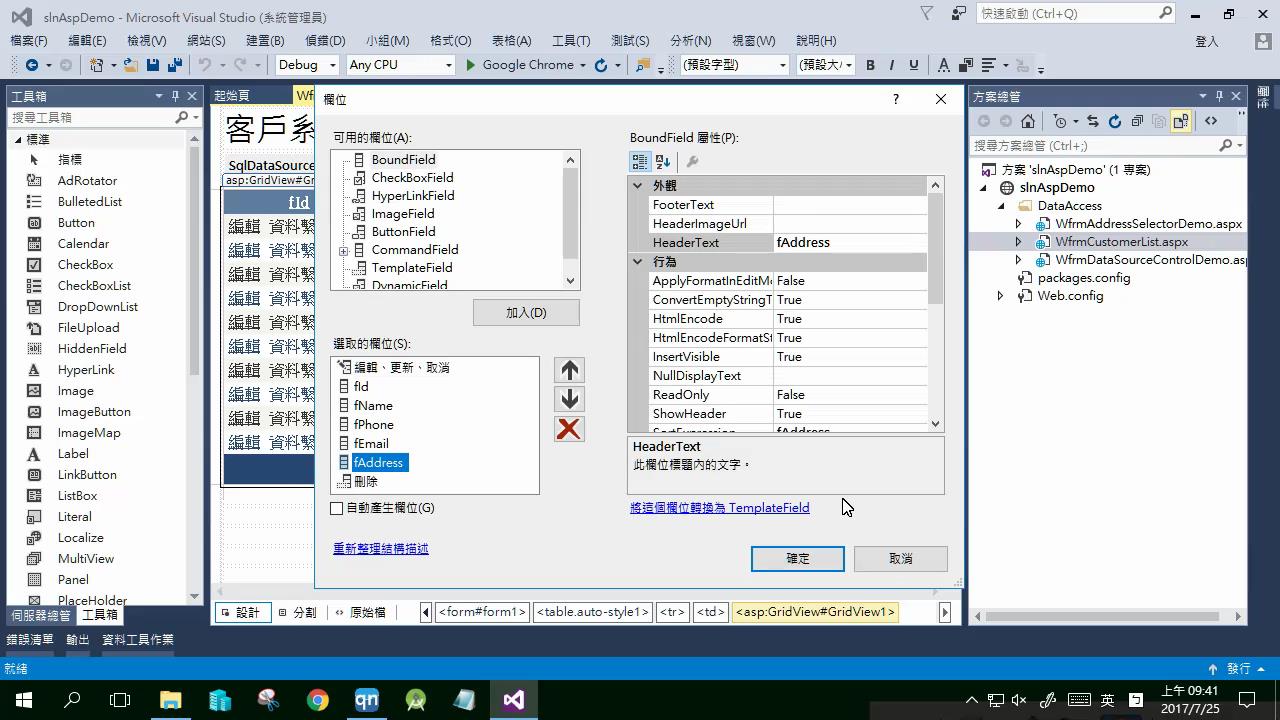 slnAspDemo - Microsoft Visual Studio (系統管理員)
快速啟動 (Ctrl+Q)
檔案(F) 編輯(E) 檢視(V) 網站(S) 建置(B) 偵錯(D) 小組(M) 格式(O) 表格(A) 工具(T) 測試(S) 分析(N) 視窗(W) 說明(H)
登入
Debug Any CPU Google Chrome (預設字型) (預設大 B I U A
工具箱
搜尋工具箱
標準
指標
AdRotator
BulletedList
Button
Calendar
CheckBox
CheckBoxList
DropDownList
FileUpload
HiddenField
HyperLink
Image
ImageButton
ImageMap
Label
LinkButton
ListBox
Literal
Localize
MultiView
Panel
PlaceHolder
伺服器總管 工具箱
起始頁 Wf
客戶系
SqlDataSource
asp:GridView#G
fId
編輯 資料繫
編輯 資料繫
編輯 資料繫
編輯 資料繫
編輯 資料繫
編輯 資料繫
編輯 資料繫
編輯 資料繫
編輯 資料繫
編輯 資料繫
欄位
?
可用的欄位(A):
BoundField
CheckBoxField
HyperLinkField
ImageField
ButtonField
CommandField
TemplateField
DynamicField
加入(D)
選取的欄位(S):
編輯、更新、取消
fId
fName
fPhone
fEmail
fAddress
刪除
自動產生欄位(G)
重新整理結構描述
BoundField 屬性(P):
外觀
FooterText
HeaderImageUrl
HeaderText fAddress
行為
ApplyFormatInEditMo False
ConvertEmptyStringT True
HtmlEncode True
HtmlEncodeFormatSt True
InsertVisible True
NullDisplayText
ReadOnly False
ShowHeader True
SortExpression fAddress
HeaderText
此欄位標題內的文字。
將這個欄位轉換為 TemplateField
確定 取消
設計 分割 原始檔 <form#form1> <table.auto-style1> <tr> <td> <asp:GridView#GridView1>
方案總管
搜尋方案總管 (Ctrl+;)
方案 'slnAspDemo' (1 專案)
slnAspDemo
DataAccess
WfrmAddressSelectorDemo.aspx
WfrmCustomerList.aspx
WfrmDataSourceControlDemo.asp
packages.config
Web.config
錯誤清單 輸出 資料工具作業
就緒
發行
qn
英
上午 09:41
2017/7/25